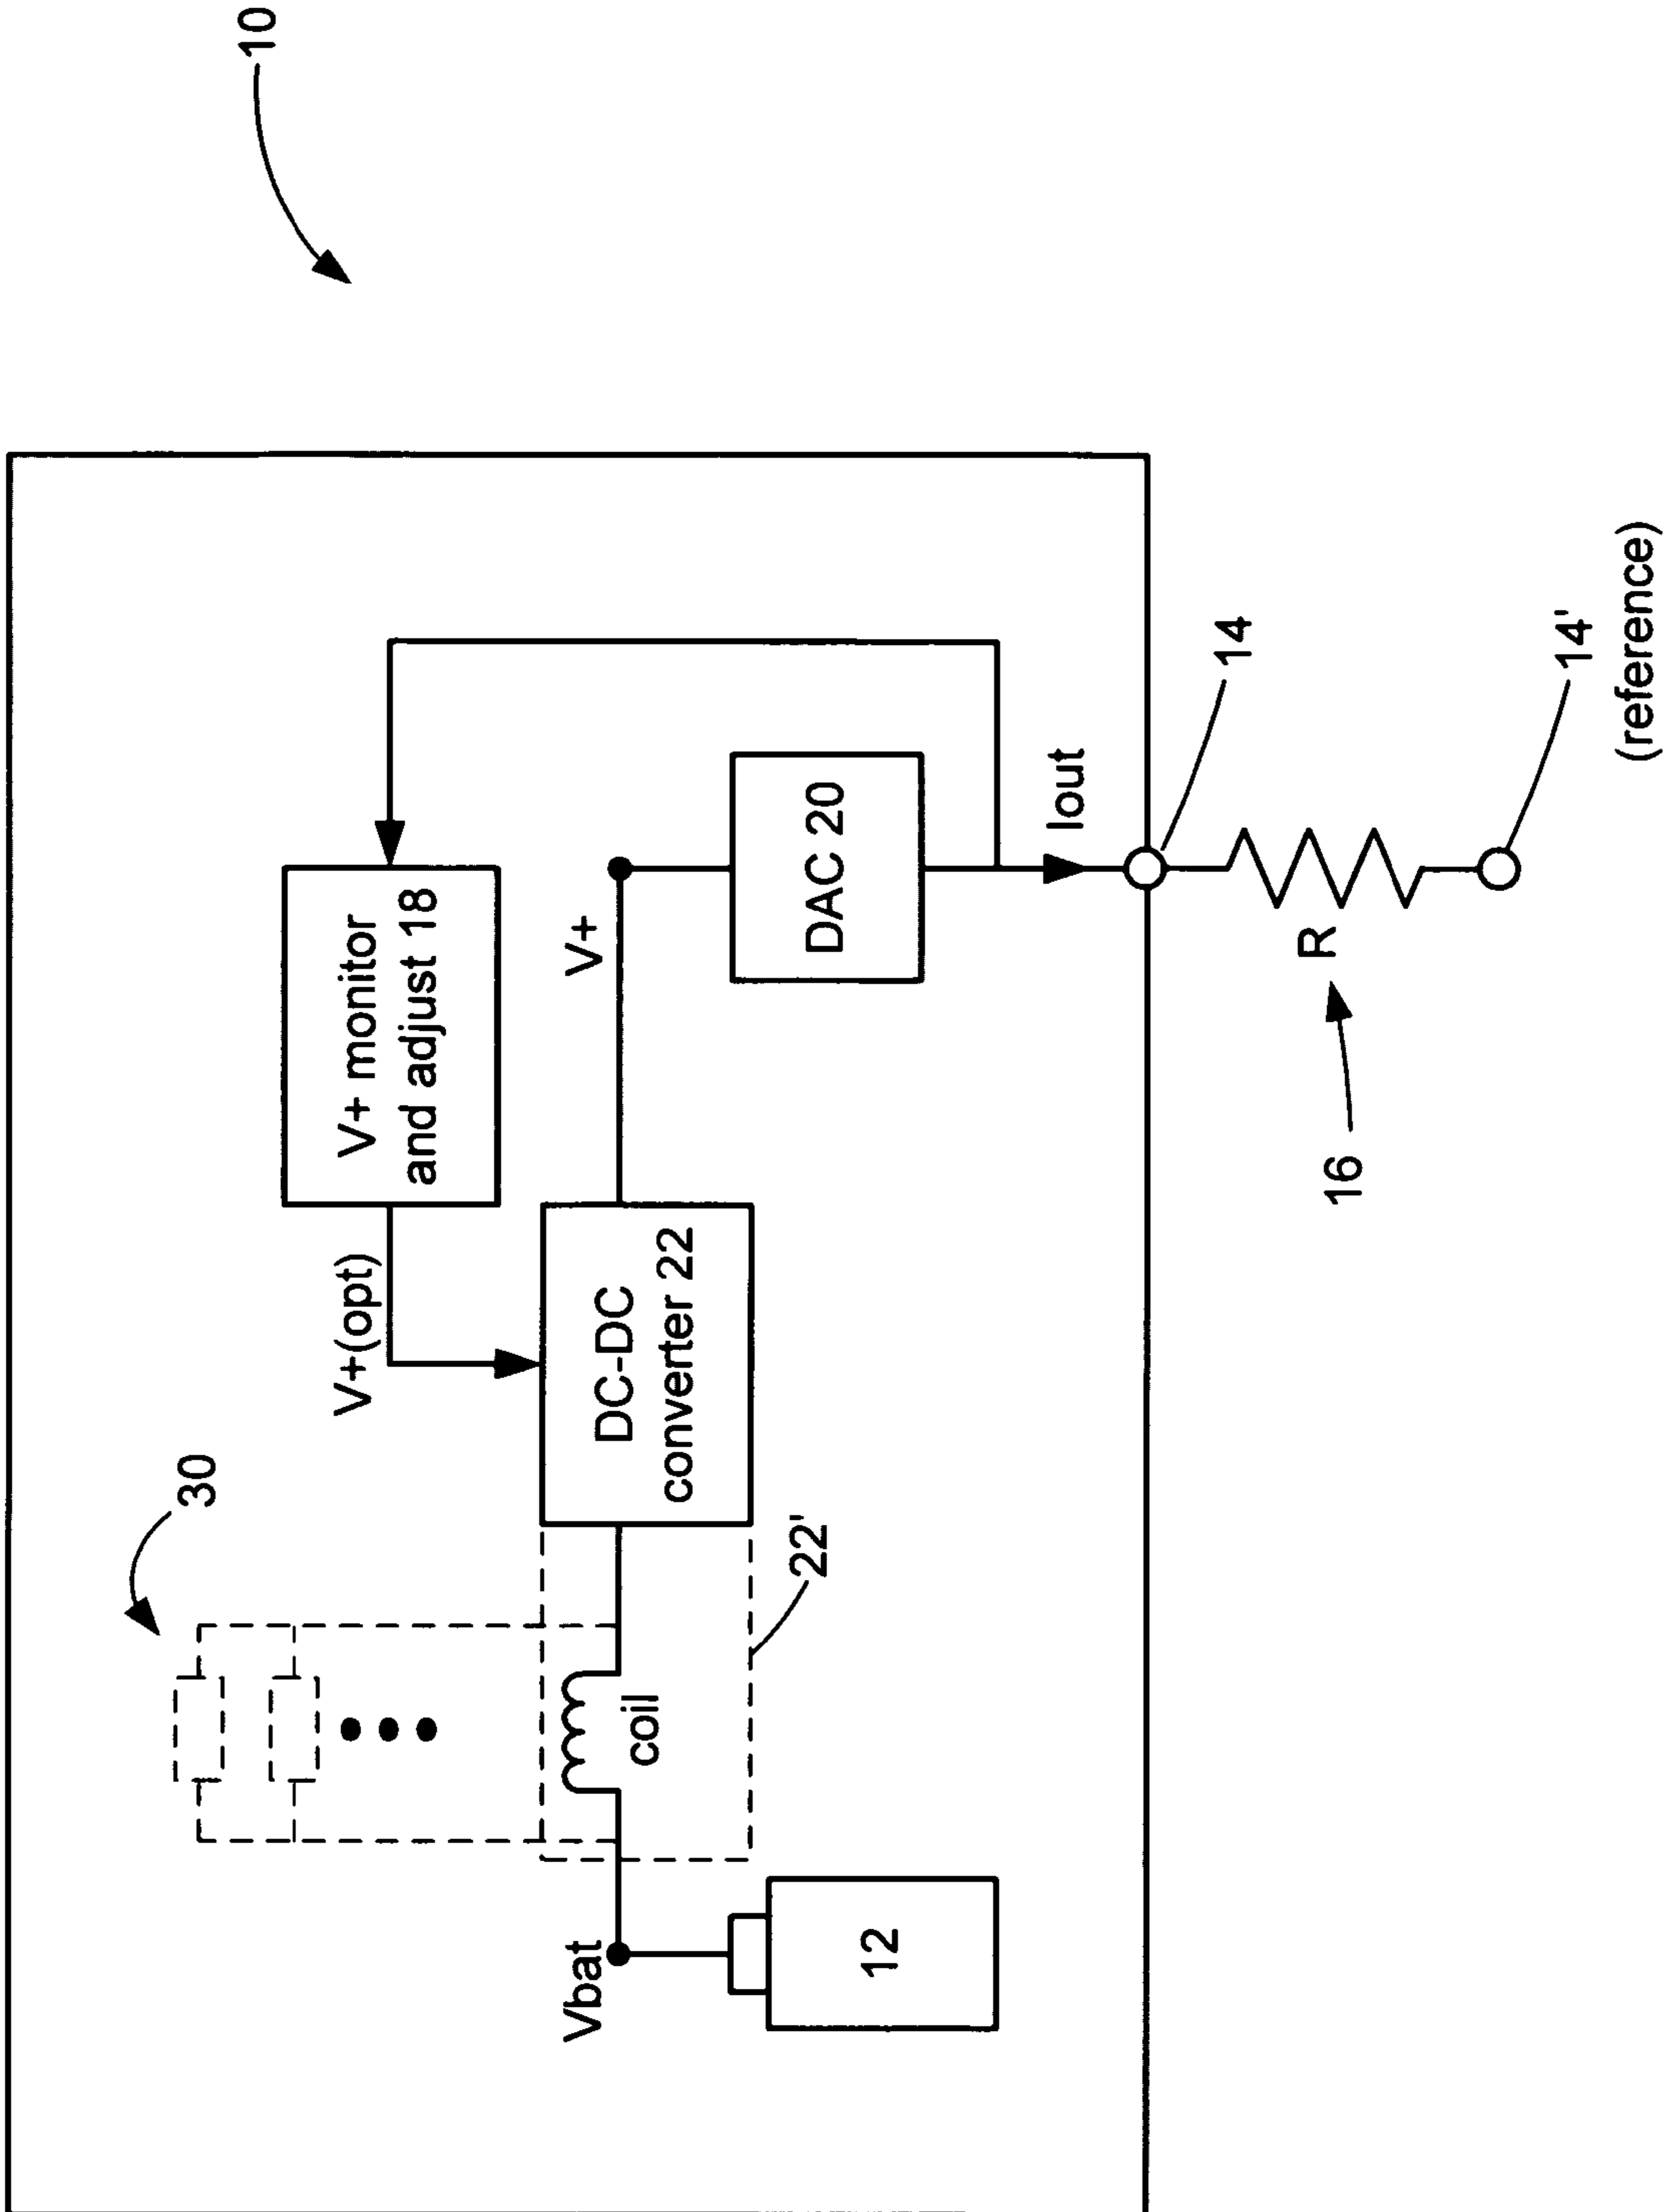 10
30
V+(opt)
V+ monitor
and adjust 18
Vbat
coil
DC-DC
converter 22
V+
22'
12
DAC 20
Iout
14
16
R
14'
(reference)